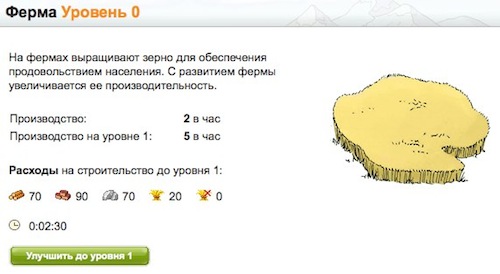 Ферма Уровень 0
На фермах выращивают зерно для обеспечения
продовольствием населения. С развитием фермы
увеличивается ее производительность.
Производство: 2 в час
Производство на уровне 1: 5 в час
Расходы на строительство до уровня 1:
70 90 70 20 0
0:02:30
Улучшить до уровня 1